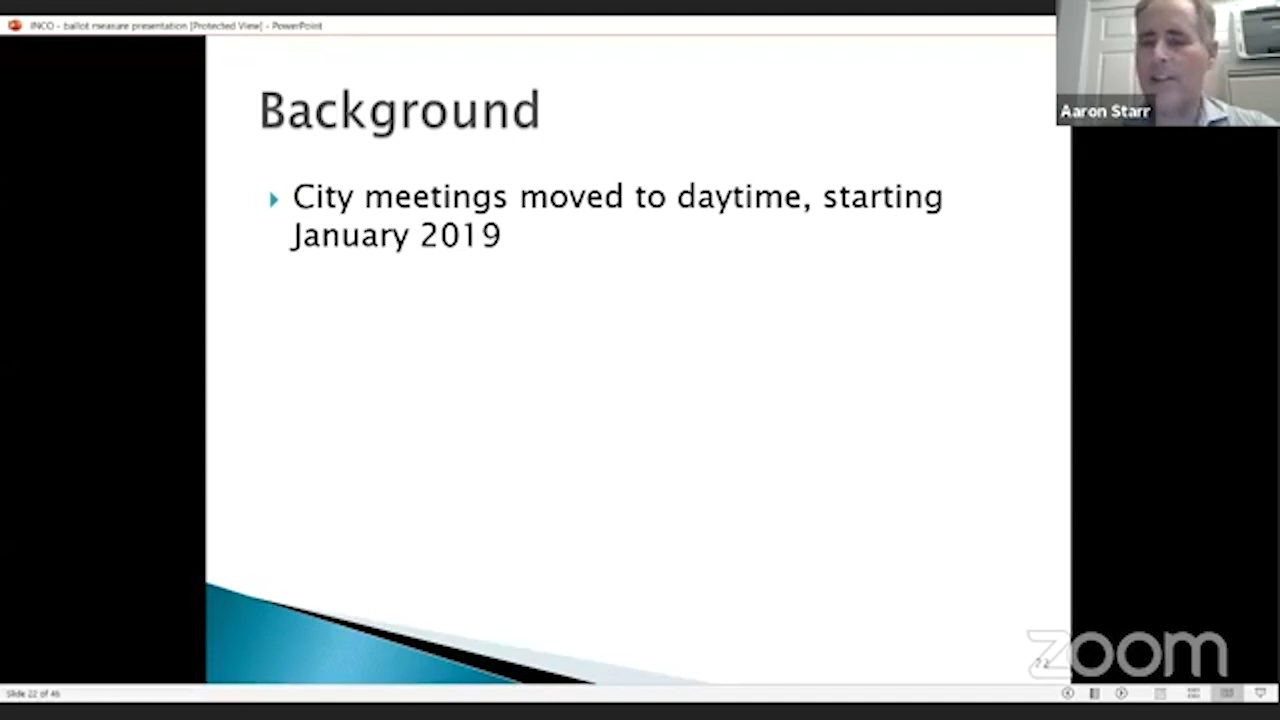 INCO - ballot measure presentation [Protected View] - PowerPoint
Aaron Starr
Background
City meetings moved to daytime, starting
January 2019
22
zoom
Slide 22 of 46